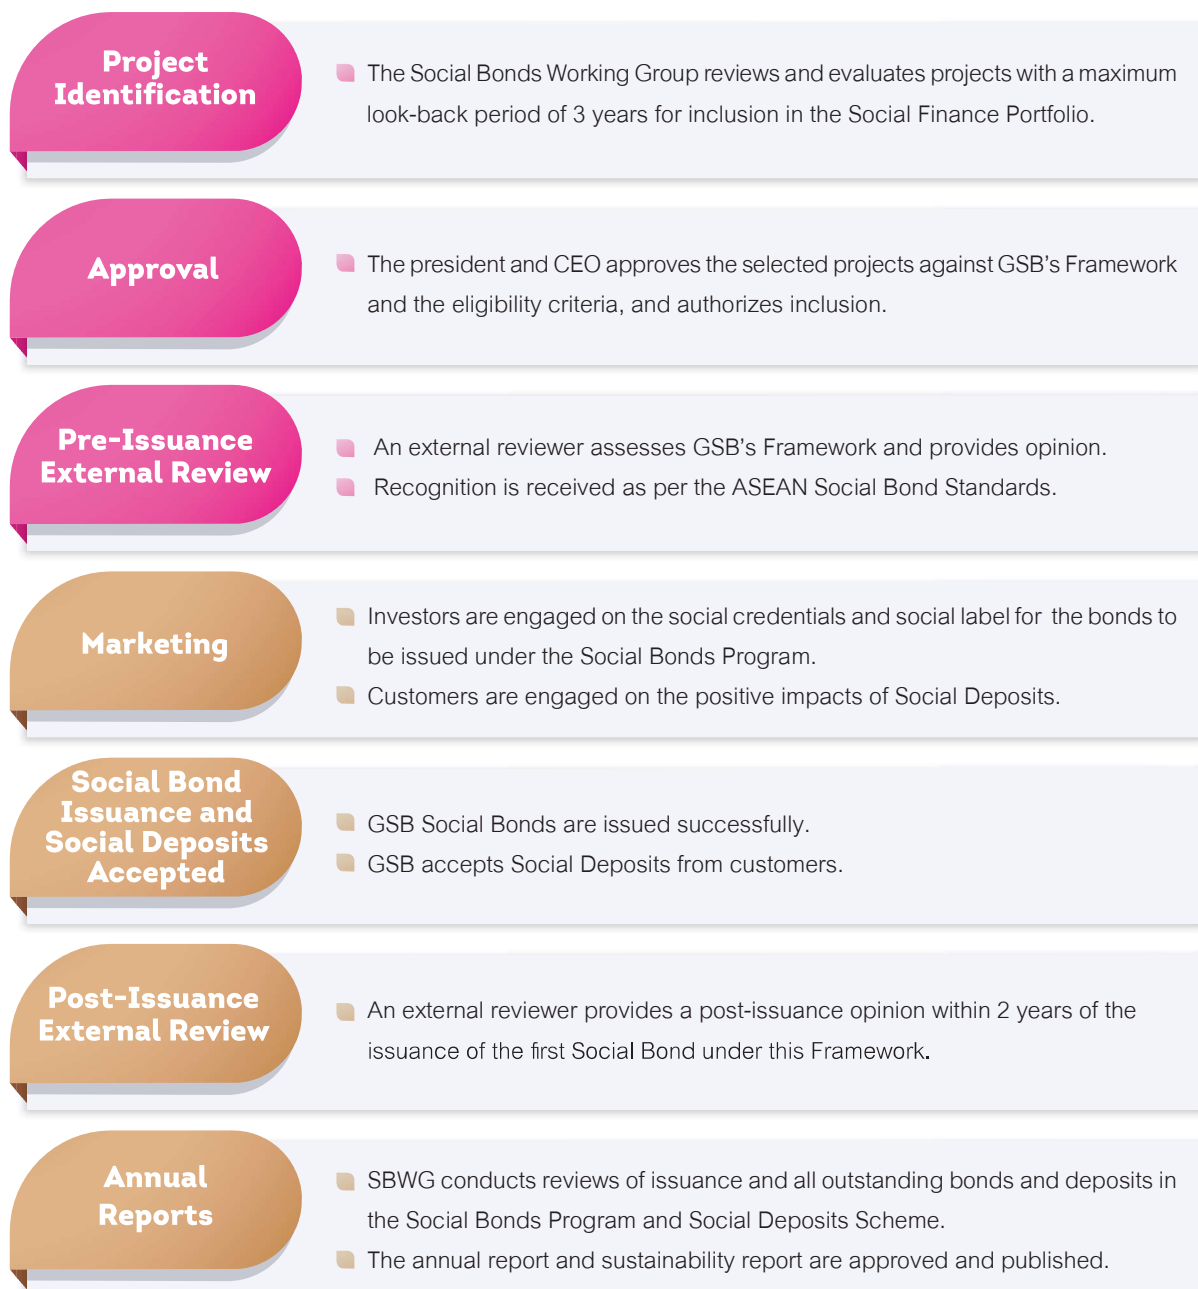 Project
Identification
The Social Bonds Working Group reviews and evaluates projects with a maximum
look-back period of 3 years for inclusion in the Social Finance Portfolio.
Approval
The president and CEO approves the selected projects against GSB's Framework
and the eligibility criteria, and authorizes inclusion.
Pre-Issuance
External Review
An external reviewer assesses GSB's Framework and provides opinion.
Recognition is received as per the ASEAN Social Bond Standards.
Marketing
Investors are engaged on the social credentials and social label for the bonds to
be issued under the Social Bonds Program.
Customers are engaged on the positive impacts of Social Deposits.
Social Bond
Issuance and
Social Deposits
Accepted
GSB Social Bonds are issued successfully.
GSB accepts Social Deposits from customers.
Post-Issuance
External Review
An external reviewer provides a post-issuance opinion within 2 years of the
issuance of the first Social Bond under this Framework.
Annual
Reports
SBWG conducts reviews of issuance and all outstanding bonds and deposits in
the Social Bonds Program and Social Deposits Scheme.
The annual report and sustainability report are approved and published.